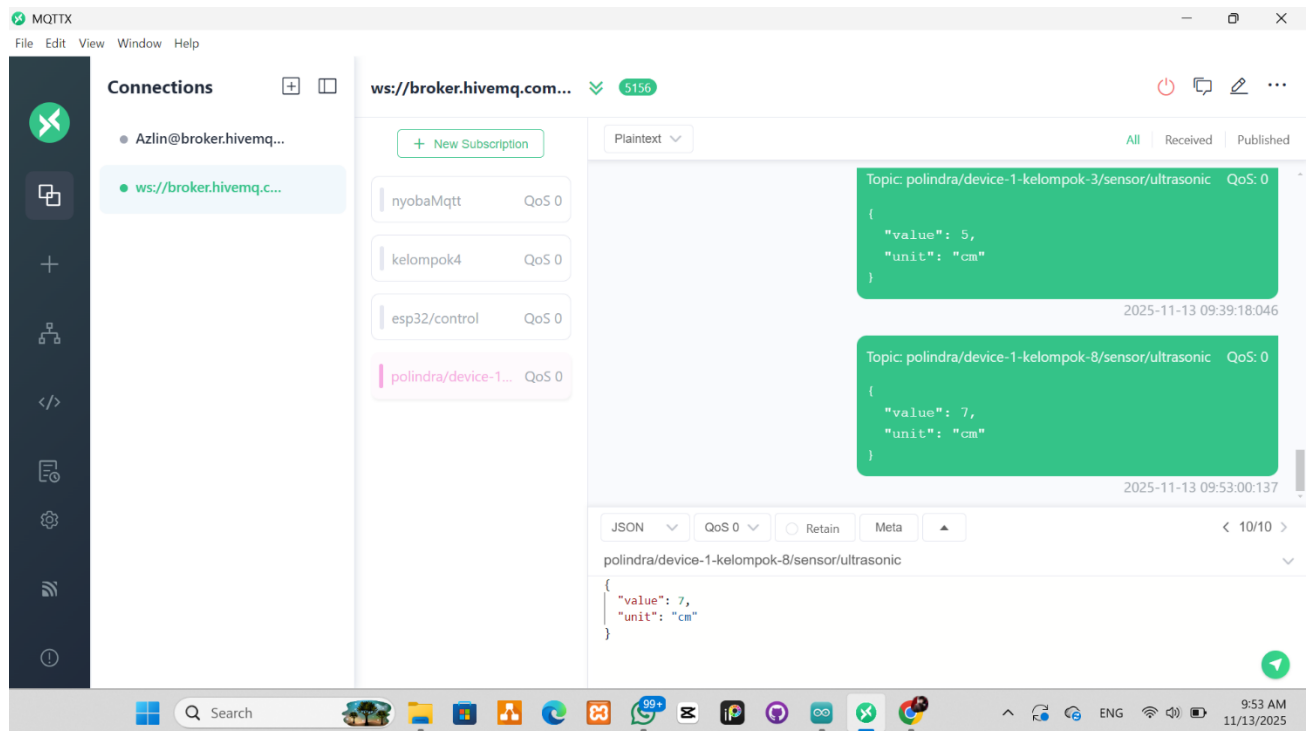 MQTTX
File Edit View Window Help
Connections
Azlin@broker.hivemq...
ws://broker.hivemq.c...
ws://broker.hivemq.com... 5156
+ New Subscription
nyobaMqtt QoS 0
kelompok4 QoS 0
esp32/control QoS 0
polindra/device-1... QoS 0
Plaintext
All Received Published
Topic: polindra/device-1-kelompok-3/sensor/ultrasonic QoS: 0
{
"value": 5,
"unit": "cm"
}
2025-11-13 09:39:18:046
Topic: polindra/device-1-kelompok-8/sensor/ultrasonic QoS: 0
{
"value": 7,
"unit": "cm"
}
2025-11-13 09:53:00:137
JSON QoS 0 Retain Meta 10/10
polindra/device-1-kelompok-8/sensor/ultrasonic
{
"value": 7,
"unit": "cm"
}
Search 99+ iP ENG 9:53 AM
11/13/2025